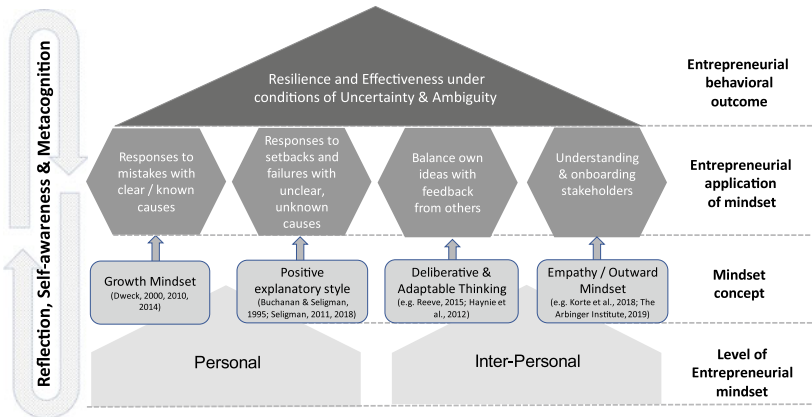 Reflection, Self-awareness & Metacognition
Resilience and Effectiveness under
conditions of Uncertainty & Ambiguity
Entrepreneurial
behavioral
outcome
Responses to
mistakes with
clear / known
causes
Responses to
setbacks and
failures with
unclear,
unknown
causes
Balance own
ideas with
feedback
from others
Understanding
& onboarding
stakeholders
Entrepreneurial
application
of mindset
Growth Mindset
(Dweck, 2000, 2010,
2014)
Positive
explanatory style
(Buchanan & Seligman,
1995; Seligman, 2011, 2018)
Deliberative &
Adaptable Thinking
(e.g. Reeve, 2015; Haynie et
al., 2012)
Empathy / Outward
Mindset
(e.g. Korte et al., 2018; The
Arbinger Institute, 2019)
Mindset
concept
Personal
Inter-Personal
Level of
Entrepreneurial
mindset